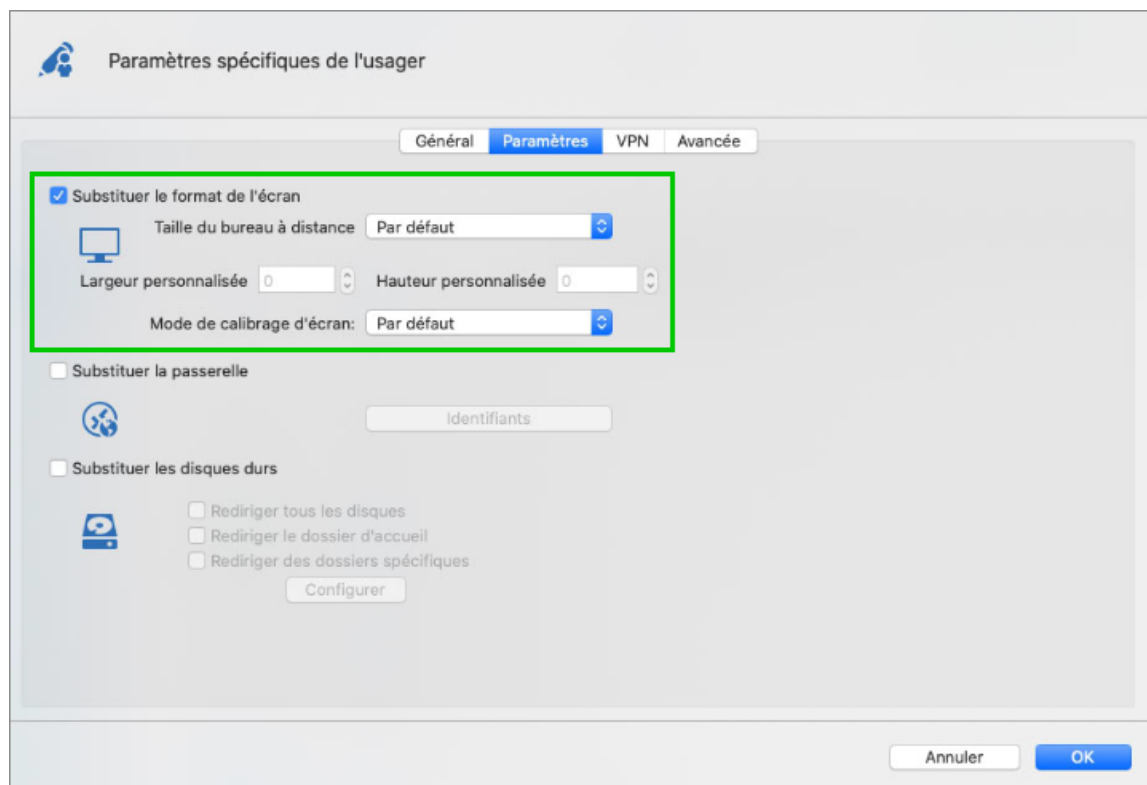 Paramètres spécifiques de l'usager
Général Paramètres VPN Avancée
Substituer le format de l'écran
Taille du bureau à distance Par défaut
Largeur personnalisée 0 Hauteur personnalisée 0
Mode de calibrage d'écran: Par défaut
Substituer la passerelle
Identifiants
Substituer les disques durs
Rediriger tous les disques
Rediriger le dossier d'accueil
Rediriger des dossiers spécifiques
Configurer
Annuler OK